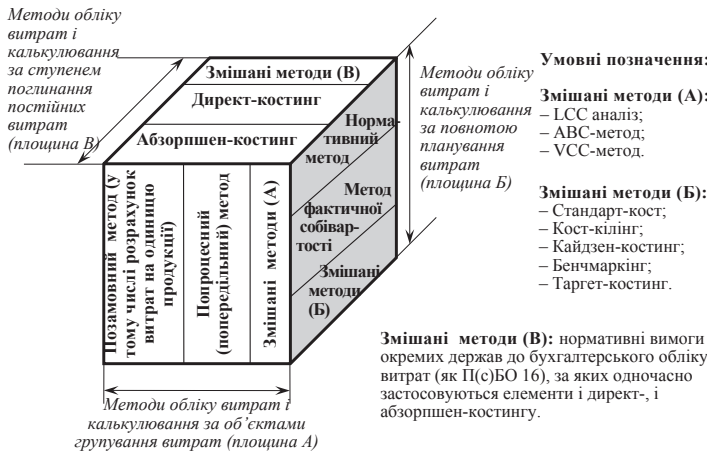 Методи обліку
витрат і
калькулювання
за ступенем
поглинання
постійних
витрат
(площина В)
Змішані методи (В)
Директ-костинг
Абзорпшен-костинг
Позамовний метод (у
тому числі розрахунок
витрат на одиницю
продукції)
Попроцесний
(попередільний) метод
Змішані методи (А)
Норма-
тивний
метод
Метод
фактичної
собівар-
тості
Змішані
методи
(Б)
Методи обліку
витрат і
калькулювання
за повнотою
планування
витрат
(площина Б)
Методи обліку витрат і
калькулювання за об’єктами
групування витрат (площина А)
Умовні позначення:
Змішані методи (А):
– LCC аналіз;
– АВС-метод;
– VCC-метод.
Змішані методи (Б):
– Стандарт-кост;
– Кост-кілінг;
– Кайдзен-костинг;
– Бенчмаркінг;
– Таргет-костинг.
Змішані методи (В): нормативні вимоги
окремих держав до бухгалтерського обліку
витрат (як П(с)БО 16), за яких одночасно
застосовуються елементи і директ-, і
абзорпшен-костингу.